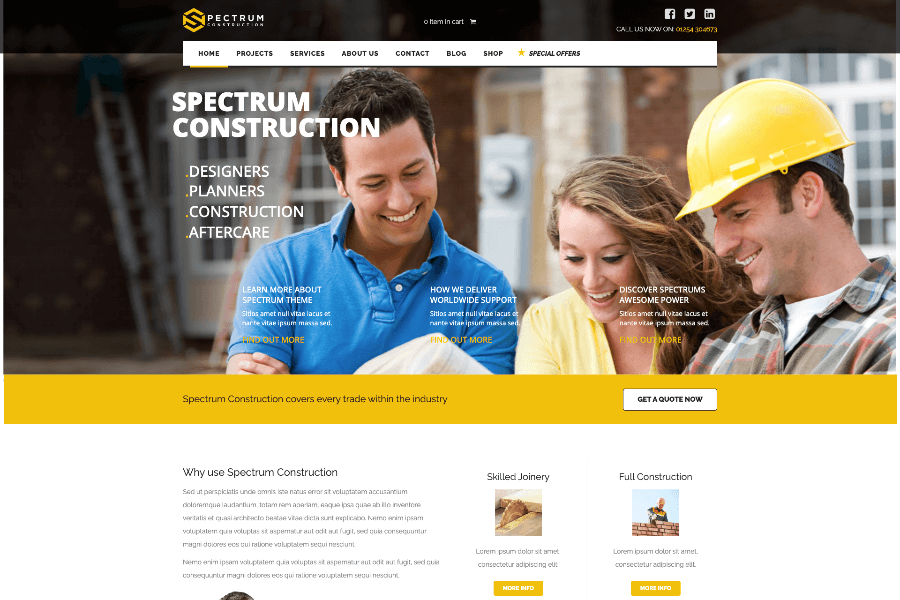 SPECTRUM
CONSTRUCTION
0 item in cart
CALL US NOW ON: 01254 304673
HOME PROJECTS SERVICES ABOUT US CONTACT BLOG SHOP SPECIAL OFFERS
SPECTRUM
CONSTRUCTION
.DESIGNERS
.PLANNERS
.CONSTRUCTION
.AFTERCARE
LEARN MORE ABOUT
SPECTRUM THEME
Sitios amet null vitae lacus et
nante vitae ipsum massa sed.
FIND OUT MORE
HOW WE DELIVER
WORLDWIDE SUPPORT
Sitios amet null vitae lacus et
nante vitae ipsum massa sed.
FIND OUT MORE
DISCOVER SPECTRUMS
AWESOME POWER
Sitios amet null vitae lacus et
nante vitae ipsum massa sed.
FIND OUT MORE
Spectrum Construction covers every trade within the industry
GET A QUOTE NOW
Why use Spectrum Construction
Sed ut perspiciatis unde omnis iste natus error sit voluptatem accusantium
doloremque laudantium, totam rem aperiam, eaque ipsa quae ab illo inventore
veritatis et quasi architecto beatae vitae dicta sunt explicabo. Nemo enim ipsam
voluptatem quia voluptas sit aspernatur aut odit aut fugit, sed quia consequuntur
magni dolores eos qui ratione voluptatem sequi nesciunt.
Nemo enim ipsam voluptatem quia voluptas sit aspernatur aut odit aut fugit, sed quia
consequuntur magni dolores eos qui ratione voluptatem sequi nesciunt.
Skilled Joinery
Lorem ipsum dolor sit amet,
consectetur adipiscing elit.
MORE INFO
Full Construction
Lorem ipsum dolor sit amet,
consectetur adipiscing elit.
MORE INFO